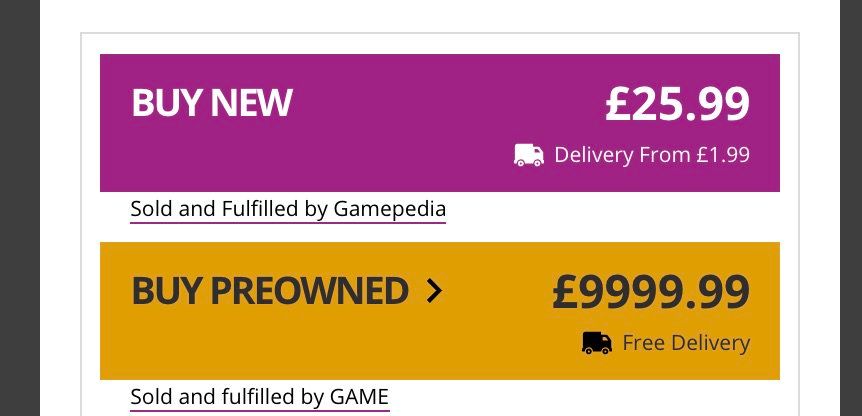 BUY NEW £25.99
Delivery From £1.99
Sold and Fulfilled by Gamepedia
BUY PREOWNED > £9999.99
Free Delivery
Sold and fulfilled by GAME